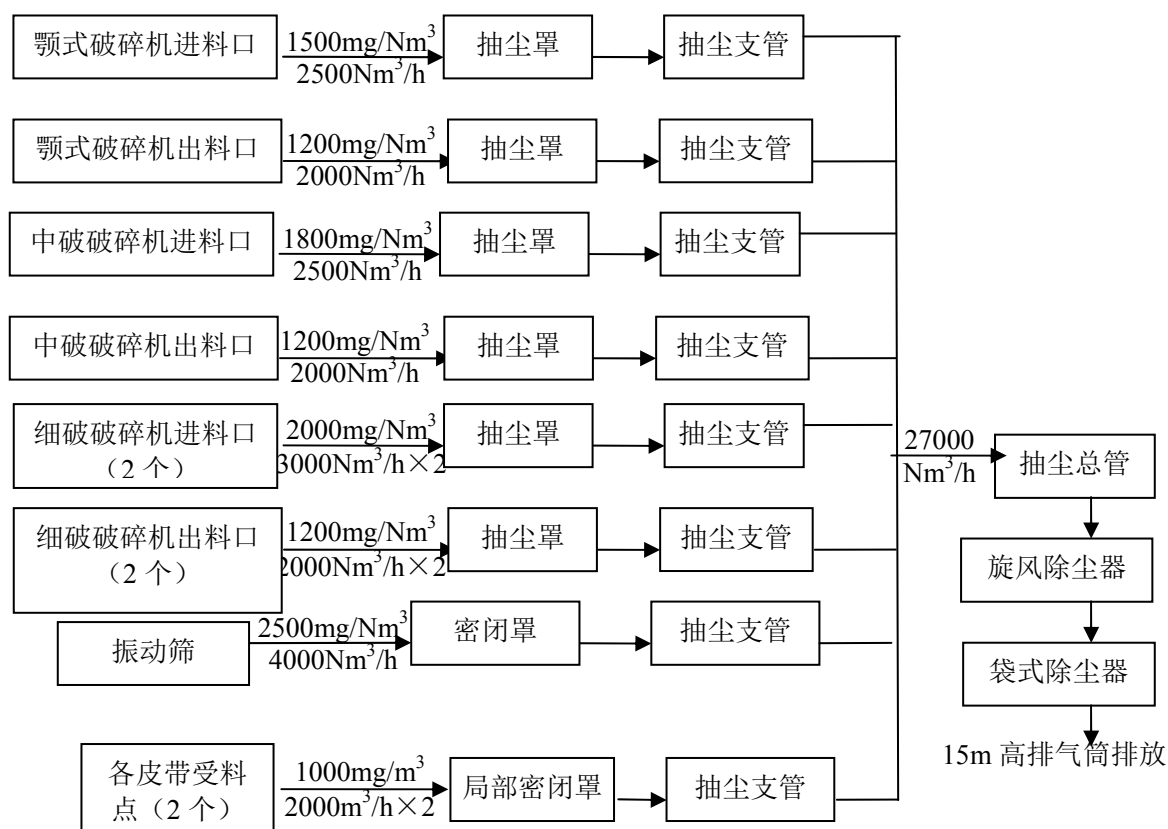 颚式破碎机进料口
1500mg/Nm³
2500Nm³/h
抽尘罩
抽尘支管
颚式破碎机出料口
1200mg/Nm³
2000Nm³/h
抽尘罩
抽尘支管
中破破碎机进料口
1800mg/Nm³
2500Nm³/h
抽尘罩
抽尘支管
中破破碎机出料口
1200mg/Nm³
2000Nm³/h
抽尘罩
抽尘支管
细破破碎机进料口
（2 个）
2000mg/Nm³
3000Nm³/h×2
抽尘罩
抽尘支管
细破破碎机出料口
（2 个）
1200mg/Nm³
2000Nm³/h×2
抽尘罩
抽尘支管
振动筛
2500mg/Nm³
4000Nm³/h
密闭罩
抽尘支管
各皮带受料
点（2 个）
1000mg/m³
2000m³/h×2
局部密闭罩
抽尘支管
27000
Nm³/h
抽尘总管
旋风除尘器
袋式除尘器
15m 高排气筒排放